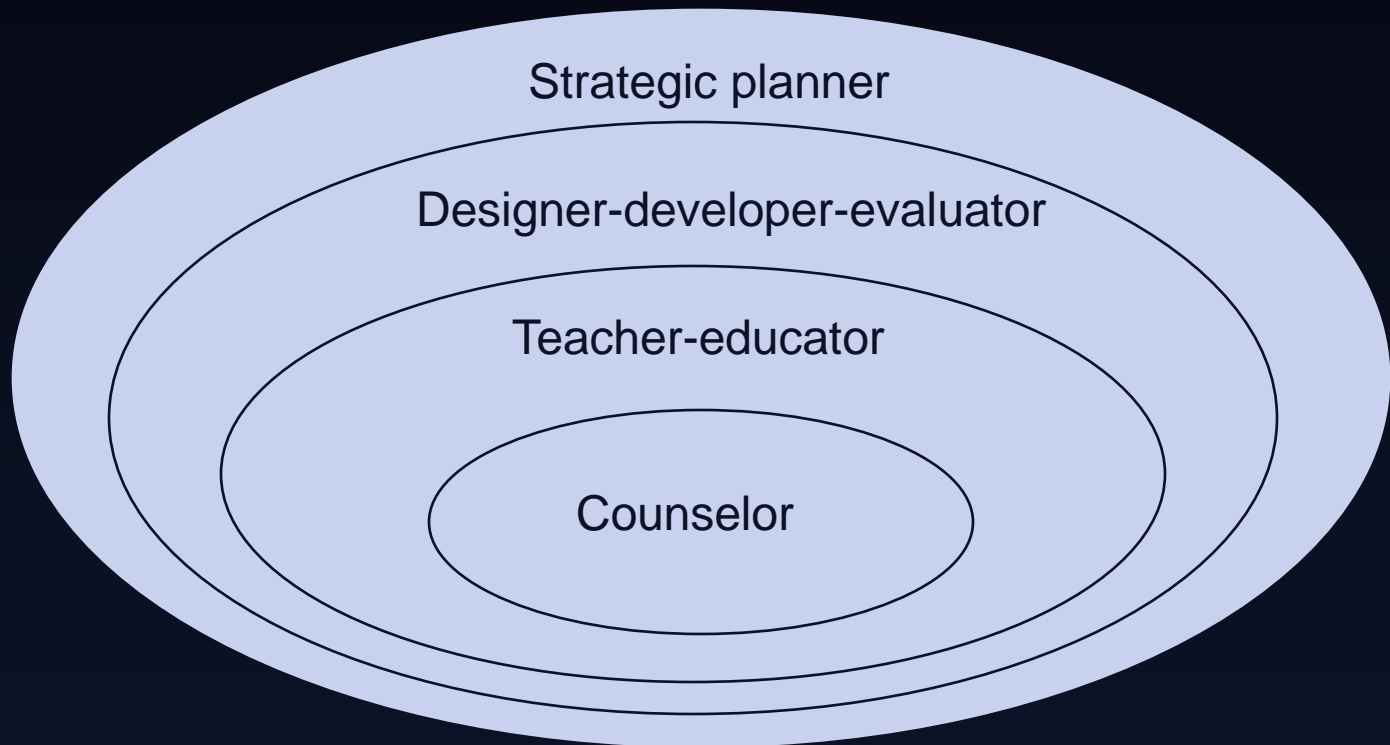 Strategic planner
Designer-developer-evaluator
Teacher-educator
Counselor